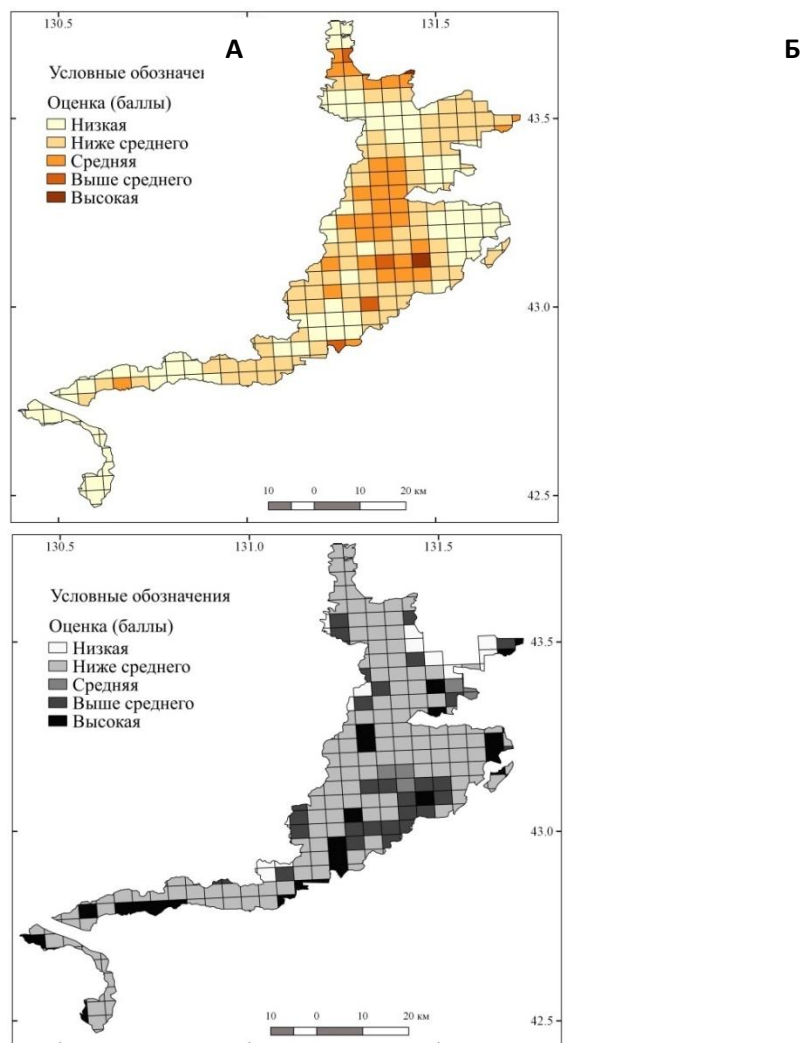 130.5 131.5
А Б
Условные обозначе
Оценка (баллы)
Низкая
Ниже среднего
Средняя
Выше среднего
Высокая
43.5
43.0
42.5
10 0 10 20 км
130.5 131.0 131.5
Условные обозначения
Оценка (баллы)
Низкая
Ниже среднего
Средняя
Выше среднего
Высокая
43.5
43.0
42.5
10 0 10 20 км